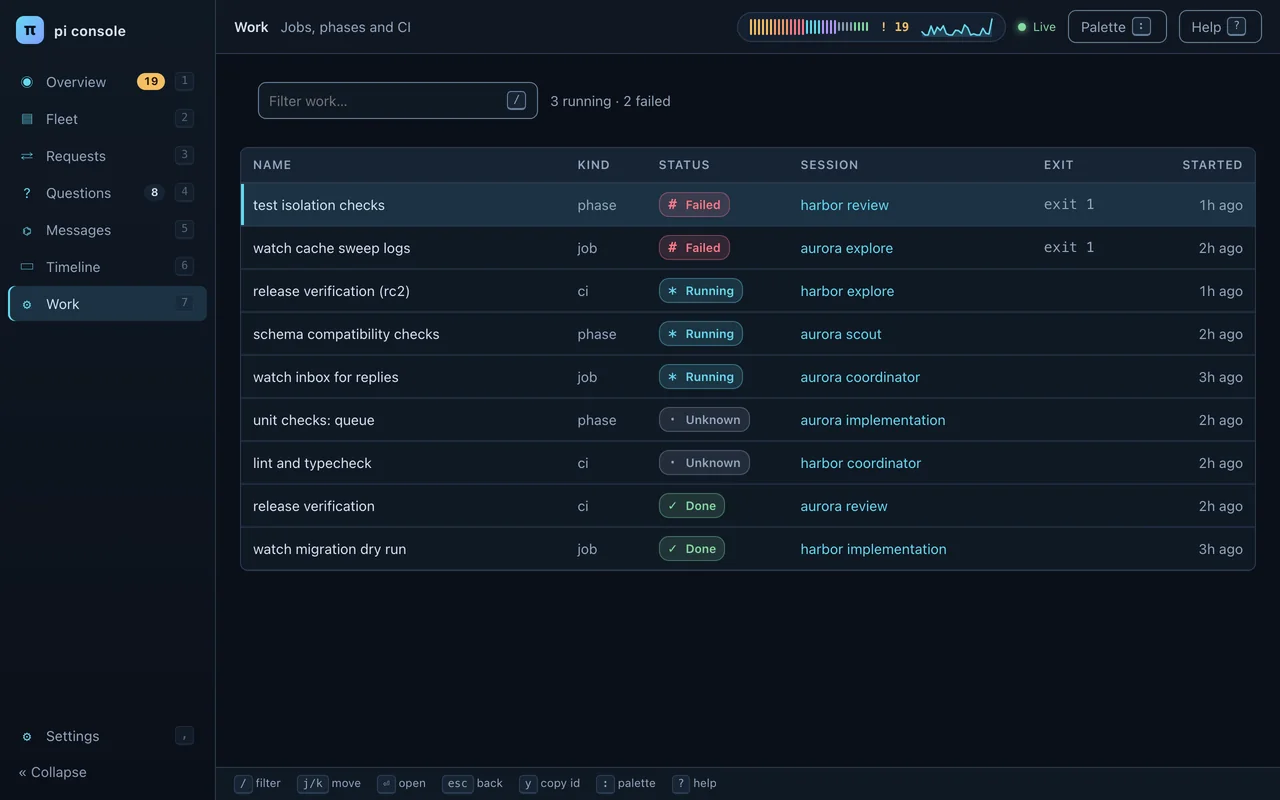 π pi console
Overview 19 1
Fleet 2
Requests 3
? Questions 8 4
Messages 5
Timeline 6
Work 7
Settings ,
« Collapse
Work Jobs, phases and CI ! 19 Live Palette : Help ?
Filter work... / 3 running · 2 failed
NAME KIND STATUS SESSION EXIT STARTED
test isolation checks phase # Failed harbor review exit 1 1h ago
watch cache sweep logs job # Failed aurora explore exit 1 2h ago
release verification (rc2) ci * Running harbor explore 1h ago
schema compatibility checks phase * Running aurora scout 2h ago
watch inbox for replies job * Running aurora coordinator 3h ago
unit checks: queue phase · Unknown aurora implementation 2h ago
lint and typecheck ci · Unknown harbor coordinator 2h ago
release verification ci ✓ Done aurora review 2h ago
watch migration dry run job ✓ Done harbor implementation 3h ago
/ filter j/k move ⏎ open esc back y copy id : palette ? help